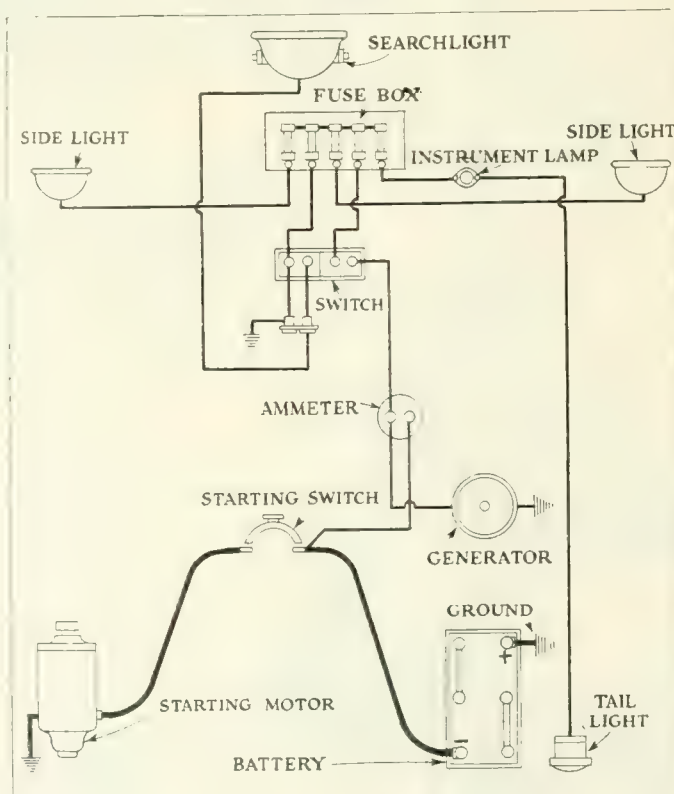 SEARCHLIGHT
FUSE BOX
SIDE LIGHT
SIDE LIGHT
INSTRUMENT LAMP
SWITCH
AMMETER
STARTING SWITCH
GENERATOR
GROUND
+
STARTING MOTOR
TAIL
LIGHT
-
BATTERY